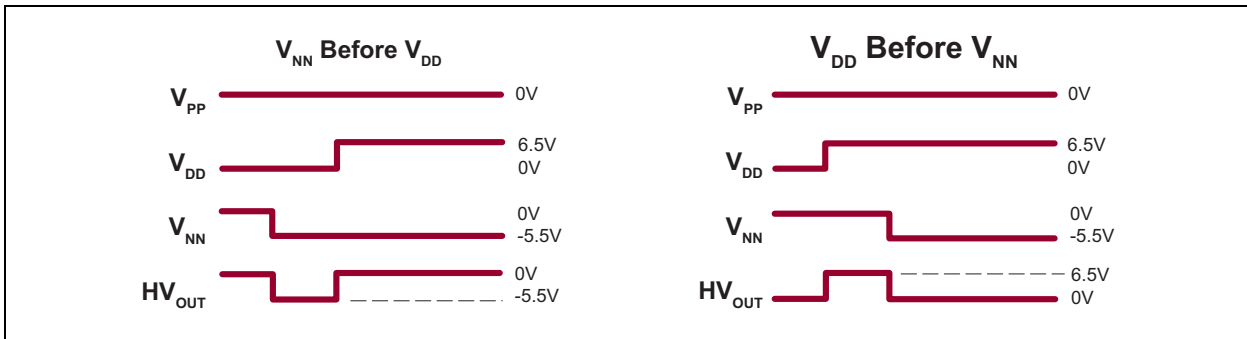 VNN Before VDD
VPP 0V
VDD 6.5V
0V
VNN 0V
-5.5V
HVOUT 0V
-5.5V
VDD Before VNN
VPP 0V
VDD 6.5V
0V
VNN 0V
-5.5V
HVOUT 6.5V
0V